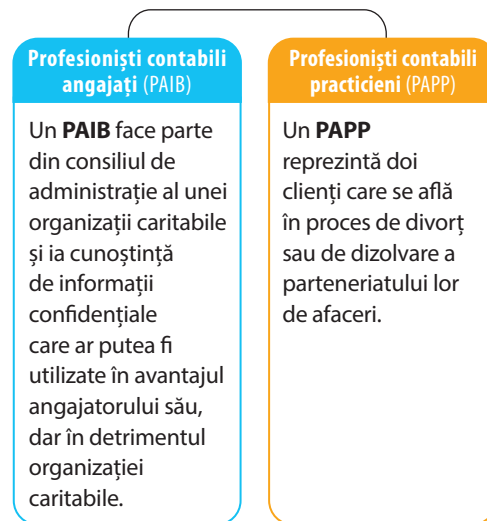 Profesioniști contabili
angajați (PAIB)
Un PAIB face parte
din consiliul de
administrație al unei
organizații caritabile
și ia cunoștință
de informații
confidențiale
care ar putea fi
utilizate în avantajul
angajatorului său,
dar în detrimentul
organizației
caritabile.
Profesioniști contabili
practicieni (PAPP)
Un PAPP
reprezintă doi
clienți care se află
în proces de divorț
sau de dizolvare a
parteneriatului lor
de afaceri.